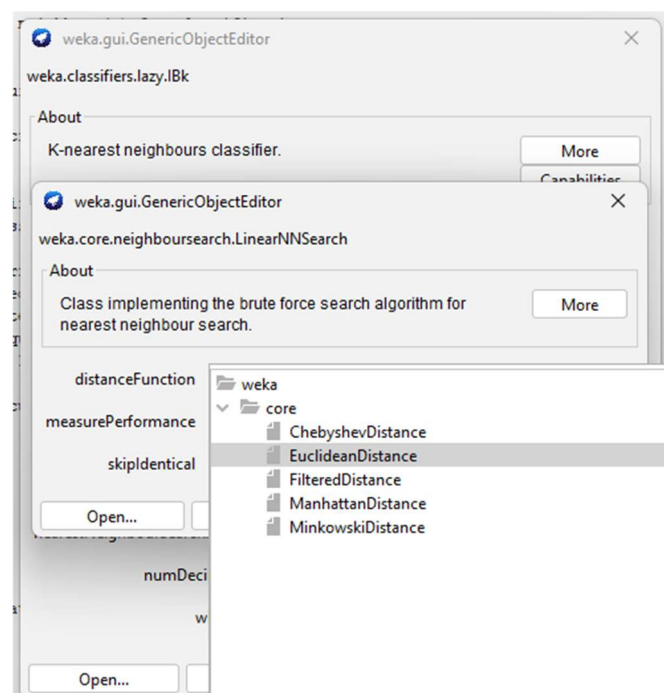 weka.gui.GenericObjectEditor
weka.classifiers.lazy.IBk
About
K-nearest neighbours classifier.
More
Capabilities
weka.gui.GenericObjectEditor
weka.core.neighboursearch.LinearNNSearch
About
Class implementing the brute force search algorithm for
nearest neighbour search.
More
distanceFunction
measurePerformance
skipIdentical
Open...
weka
core
ChebyshevDistance
EuclideanDistance
FilteredDistance
ManhattanDistance
MinkowskiDistance
numDeci
w
Open...